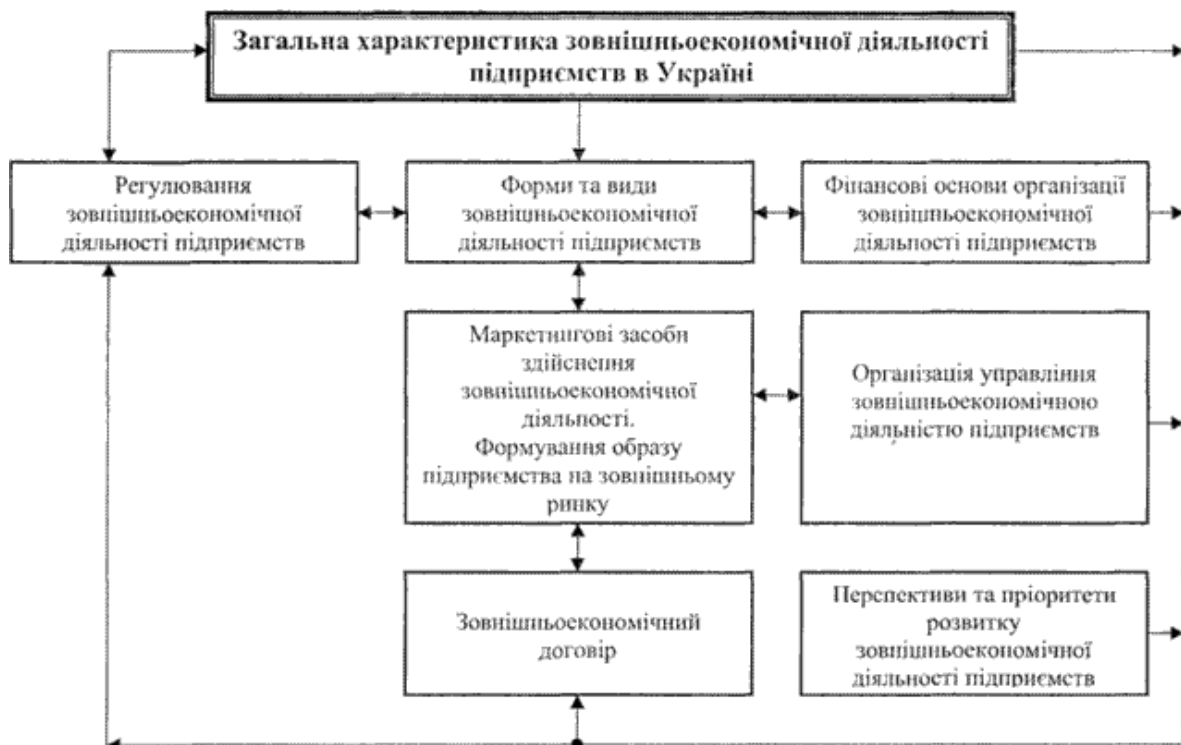 Загальна характеристика зовнішньоекономічної діяльності
підприємств в Україні
Регулювання
зовнішньоекономічної
діяльності підприємств
Форми та види
зовнішньоекономічної
діяльності підприємств
Фінансові основи організації
зовнішньоекономічної
діяльності підприємств
Маркетингові засоби
здійснення
зовнішньоекономічної
діяльності.
Формування образу
підприємства на зовнішньому
ринку
Організація управління
зовнішньоекономічною
діяльністю підприємств
Зовнішньоекономічний
договір
Перспективи та пріоритети
розвитку
зовнішньоекономічної
діяльності підприємств